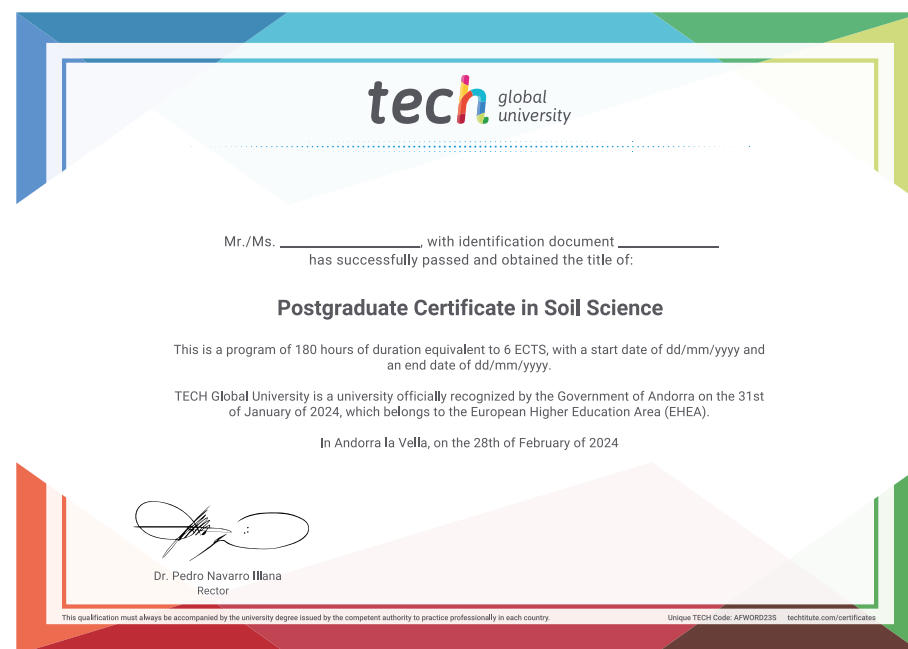 tech global university
Mr./Ms. ____________________, with identification document ______________
has successfully passed and obtained the title of:
Postgraduate Certificate in Soil Science
This is a program of 180 hours of duration equivalent to 6 ECTS, with a start date of dd/mm/yyyy and
an end date of dd/mm/yyyy.
TECH Global University is a university officially recognized by the Government of Andorra on the 31st
of January of 2024, which belongs to the European Higher Education Area (EHEA).
In Andorra la Vella, on the 28th of February of 2024
Dr. Pedro Navarro Illana
Rector
This qualification must always be accompanied by the university degree issued by the competent authority to practice professionally in each country.
Unique TECH Code: AFWORD23S techtitute.com/certificates